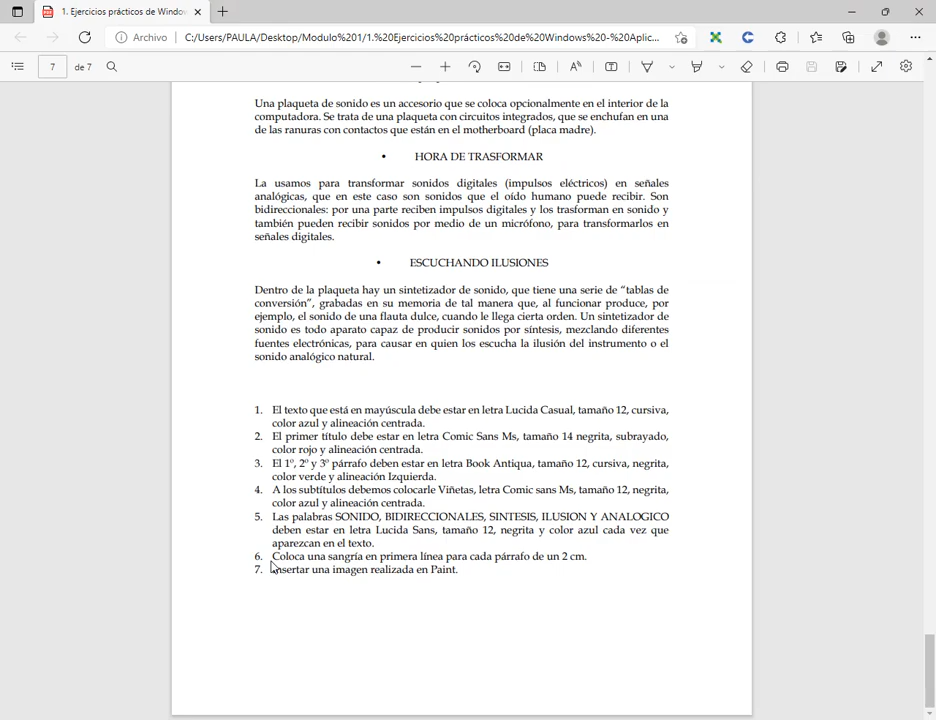 1. Ejercicios prácticos de Window
Archivo
C:/Users/PAULA/Desktop/Modulo%201/1.%20Ejercicios%20prácticos%20de%20Windows%20-%20Aplic...
7
de 7
Una plaqueta de sonido es un accesorio que se coloca opcionalmente en el interior de la
computadora. Se trata de una plaqueta con circuitos integrados, que se enchufan en una
de las ranuras con contactos que están en el motherboard (placa madre).
• HORA DE TRASFORMAR
La usamos para transformar sonidos digitales (impulsos eléctricos) en señales
analógicas, que en este caso son sonidos que el oído humano puede recibir. Son
bidireccionales: por una parte reciben impulsos digitales y los trasforman en sonido y
también pueden recibir sonidos por medio de un micrófono, para transformarlos en
señales digitales.
• ESCUCHANDO ILUSIONES
Dentro de la plaqueta hay un sintetizador de sonido, que tiene una serie de “tablas de
conversión”, grabadas en su memoria de tal manera que, al funcionar produce, por
ejemplo, el sonido de una flauta dulce, cuando le llega cierta orden. Un sintetizador de
sonido es todo aparato capaz de producir sonidos por síntesis, mezclando diferentes
fuentes electrónicas, para causar en quien los escucha la ilusión del instrumento o el
sonido analógico natural.
1. El texto que está en mayúscula debe estar en letra Lucida Casual, tamaño 12, cursiva,
color azul y alineación centrada.
2. El primer título debe estar en letra Comic Sans Ms, tamaño 14 negrita, subrayado,
color rojo y alineación centrada.
3. El 1º, 2º y 3º párrafo deben estar en letra Book Antiqua, tamaño 12, cursiva, negrita,
color verde y alineación Izquierda.
4. A los subtítulos debemos colocarle Viñetas, letra Comic sans Ms, tamaño 12, negrita,
color azul y alineación centrada.
5. Las palabras SONIDO, BIDIRECCIONALES, SINTESIS, ILUSION Y ANALOGICO
deben estar en letra Lucida Sans, tamaño 12, negrita y color azul cada vez que
aparezcan en el texto.
6. Coloca una sangría en primera línea para cada párrafo de un 2 cm.
7. Insertar una imagen realizada en Paint.